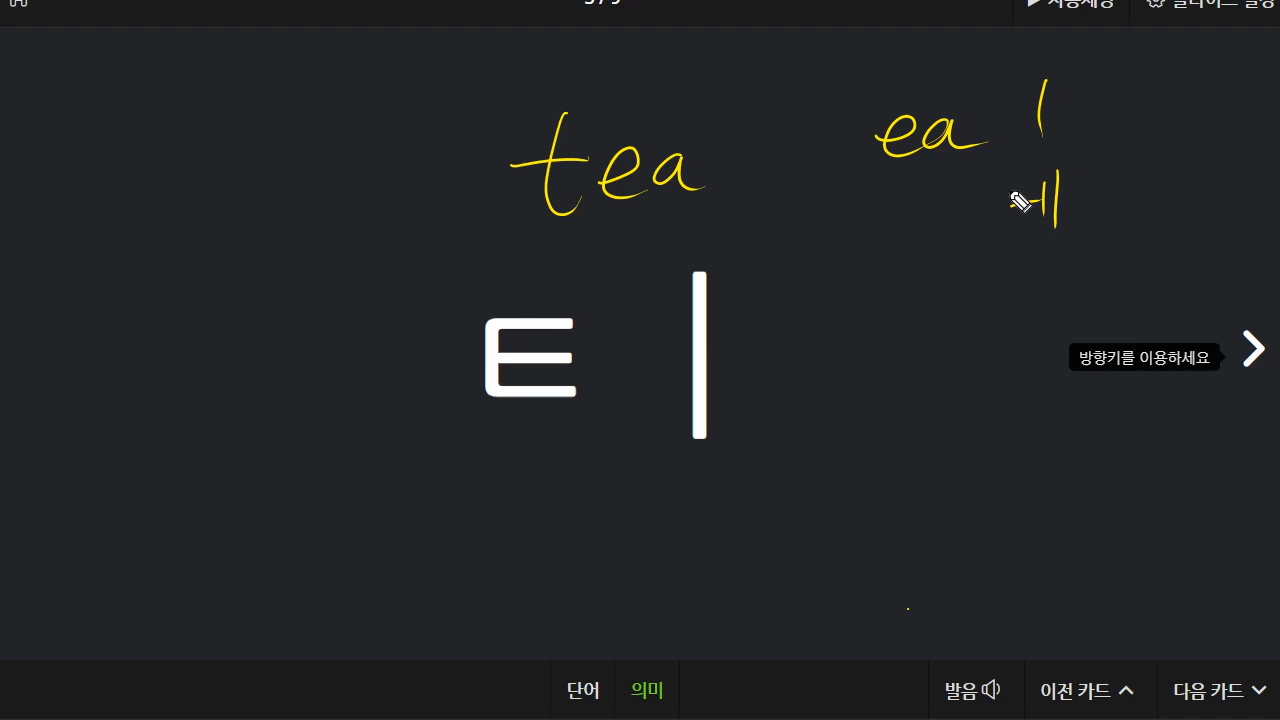 tea
ea ㅣ
ㅔ
ㅌ ㅣ
방향키를 이용하세요
단어 의미 발음 이전 카드 다음 카드